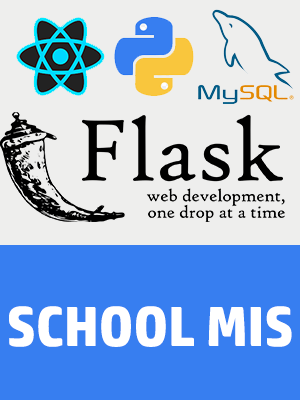 MySQL®
Flask
web development,
one drop at a time
SCHOOL MIS